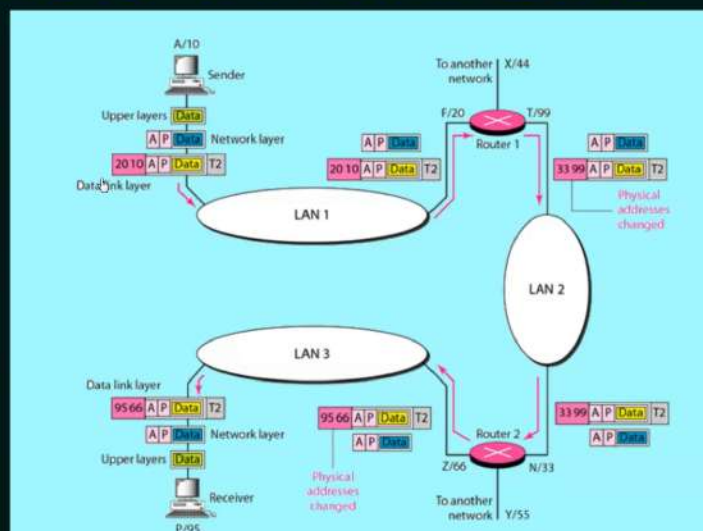 A/10
Sender
Upper layers Data
A P Data Network layer
20 10 A P Data T2
Data link layer
LAN 1
To another network X/44
F/20 T/99
Router 1
A P Data
20 10 A P Data T2
A P Data
33 99 A P Data T2
Physical
addresses
changed
LAN 2
LAN 3
33 99 A P Data T2
A P Data
Router 2
Z/66 N/33
To another
network Y/55
95 66 A P Data T2
A P Data
Physical
addresses
changed
Data link layer
95 66 A P Data T2
A P Data Network layer
Upper layers Data
Receiver
P/95